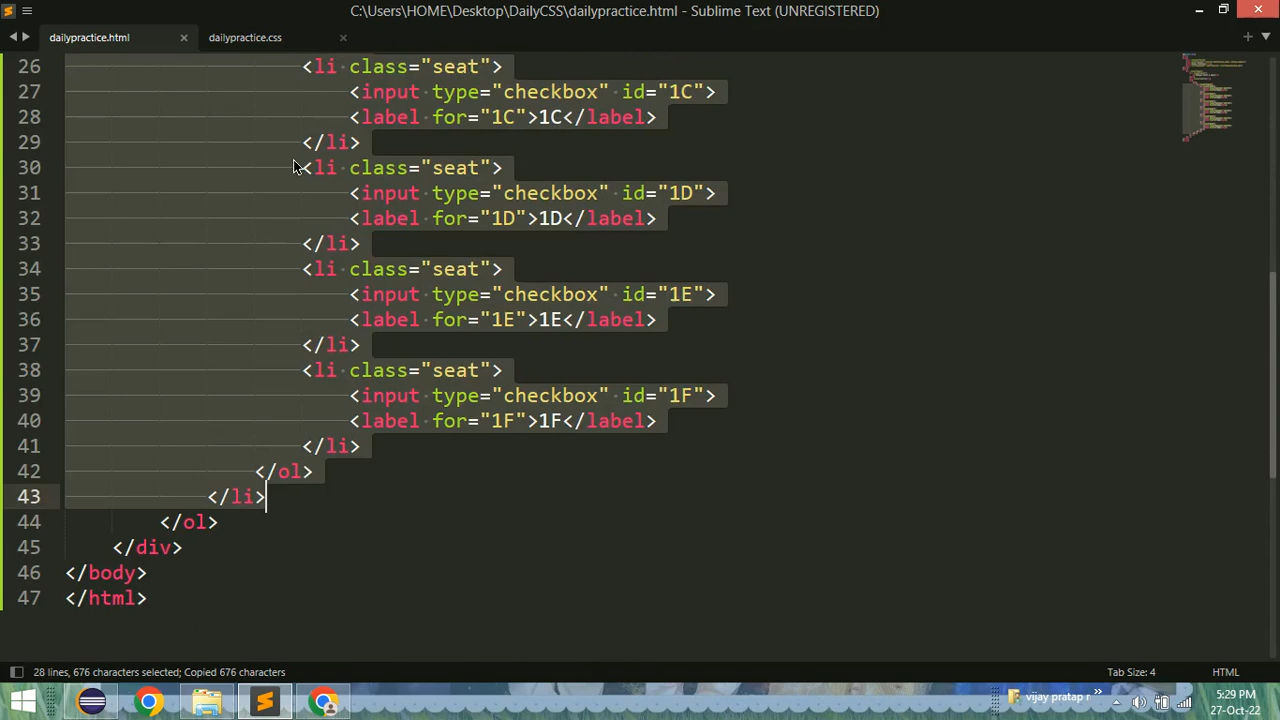 C:\Users\HOME\Desktop\DailyCSS\dailypractice.html - Sublime Text (UNREGISTERED)
dailypractice.html
dailypractice.css
26 <li class="seat">
27 <input type="checkbox" id="1C">
28 <label for="1C">1C</label>
29 </li>
30 <li class="seat">
31 <input type="checkbox" id="1D">
32 <label for="1D">1D</label>
33 </li>
34 <li class="seat">
35 <input type="checkbox" id="1E">
36 <label for="1E">1E</label>
37 </li>
38 <li class="seat">
39 <input type="checkbox" id="1F">
40 <label for="1F">1F</label>
41 </li>
42 </ol>
43 </li>
44 </ol>
45 </div>
46 </body>
47 </html>
28 lines, 676 characters selected; Copied 676 characters
Tab Size: 4
HTML
vijay pratap r
5:29 PM
27-Oct-22